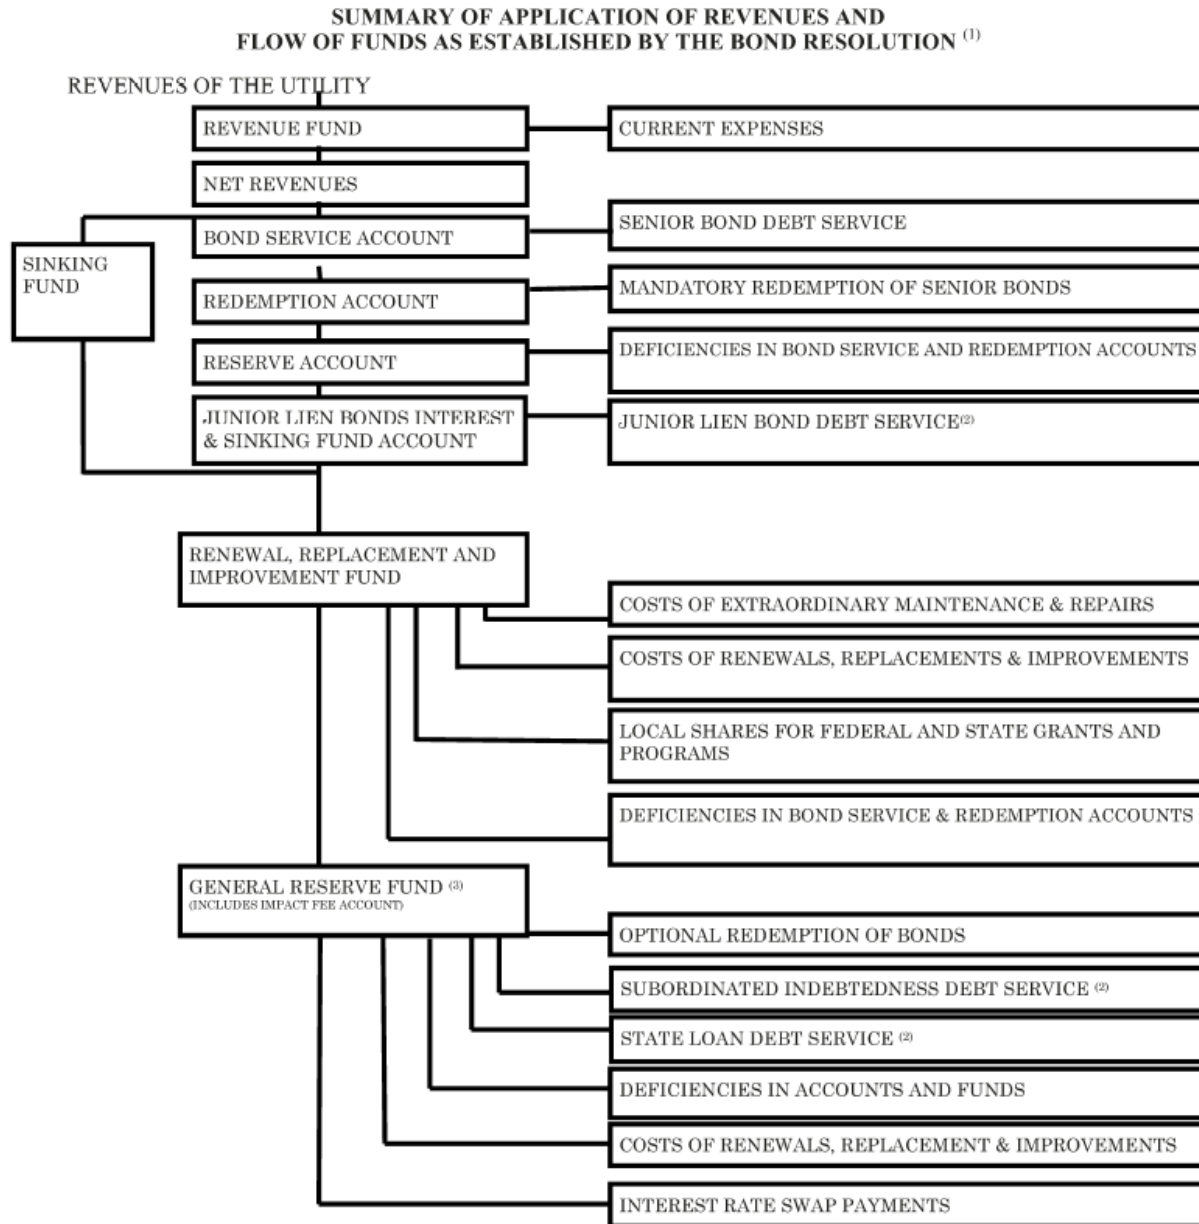 SUMMARY OF APPLICATION OF REVENUES AND
FLOW OF FUNDS AS ESTABLISHED BY THE BOND RESOLUTION (1)
REVENUES OF THE UTILITY
REVENUE FUND
CURRENT EXPENSES
NET REVENUES
BOND SERVICE ACCOUNT
SENIOR BOND DEBT SERVICE
SINKING
FUND
REDEMPTION ACCOUNT
MANDATORY REDEMPTION OF SENIOR BONDS
RESERVE ACCOUNT
DEFICIENCIES IN BOND SERVICE AND REDEMPTION ACCOUNTS
JUNIOR LIEN BONDS INTEREST
& SINKING FUND ACCOUNT
JUNIOR LIEN BOND DEBT SERVICE(2)
RENEWAL, REPLACEMENT AND
IMPROVEMENT FUND
COSTS OF EXTRAORDINARY MAINTENANCE & REPAIRS
COSTS OF RENEWALS, REPLACEMENTS & IMPROVEMENTS
LOCAL SHARES FOR FEDERAL AND STATE GRANTS AND
PROGRAMS
DEFICIENCIES IN BOND SERVICE & REDEMPTION ACCOUNTS
GENERAL RESERVE FUND (3)
(INCLUDES IMPACT FEE ACCOUNT)
OPTIONAL REDEMPTION OF BONDS
SUBORDINATED INDEBTEDNESS DEBT SERVICE (2)
STATE LOAN DEBT SERVICE (2)
DEFICIENCIES IN ACCOUNTS AND FUNDS
COSTS OF RENEWALS, REPLACEMENT & IMPROVEMENTS
INTEREST RATE SWAP PAYMENTS